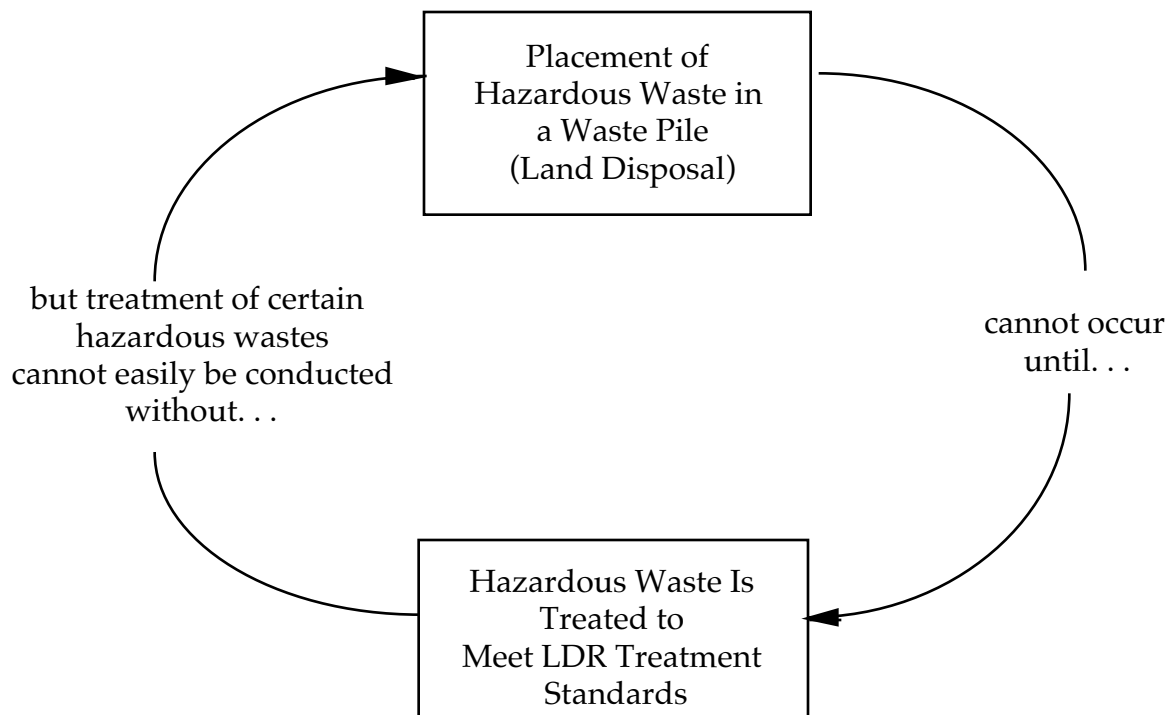 Placement of
Hazardous Waste in
a Waste Pile
(Land Disposal)
cannot occur
until. . .
Hazardous Waste Is
Treated to
Meet LDR Treatment
Standards
but treatment of certain
hazardous wastes
cannot easily be conducted
without. . .